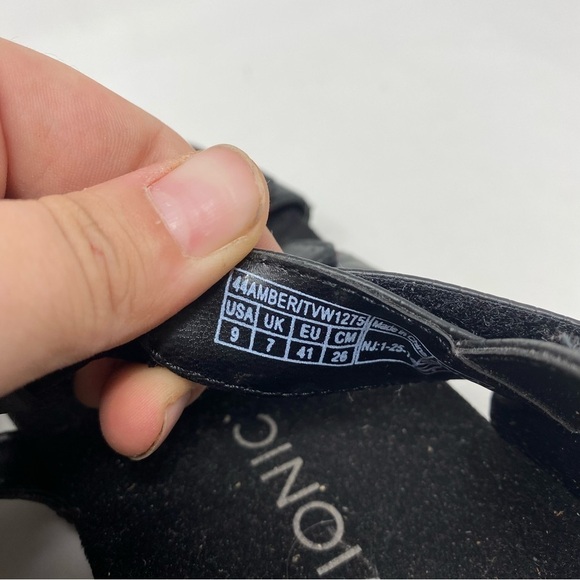 44AMBER/TVW1275
USA UK EU CM
9 7 41 26
Made in
NJ:1-25
IONIC.